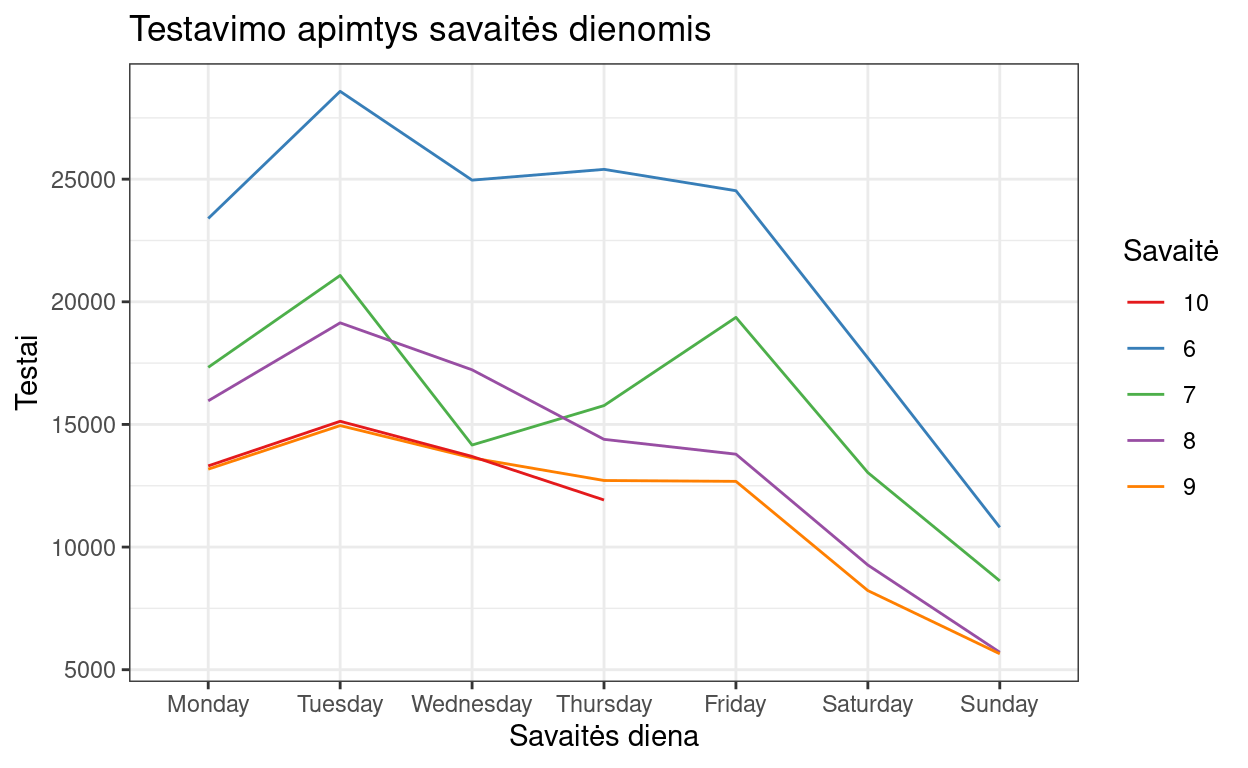 Testavimo apimtys savaitės dienomis
Testai
25000
20000
15000
10000
5000
Monday Tuesday Wednesday Thursday Friday Saturday Sunday
Savaitės diena
Savaitė
10
6
7
8
9